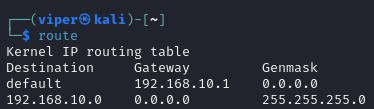 ┌──(viper㉿kali)-[~]
└─$ route
Kernel IP routing table
Destination     Gateway         Genmask
default         192.168.10.1    0.0.0.0
192.168.10.0    0.0.0.0         255.255.255.0